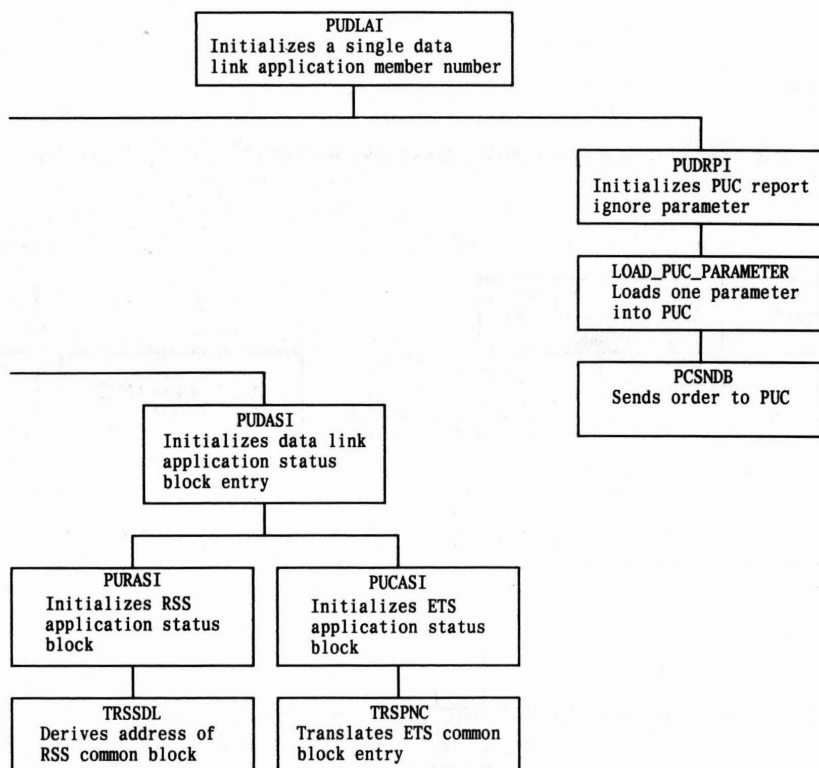 PUDLAI
Initializes a single data
link application member number
PUDRPI
Initializes PUC report
ignore parameter
LOAD_PUC_PARAMETER
Loads one parameter
into PUC
PCSNDB
Sends order to PUC
PUDASI
Initializes data link
application status
block entry
PURASI
Initializes RSS
application status
block
PUCASI
Initializes ETS
application status
block
TRSSDL
Derives address of
RSS common block
TRSPNC
Translates ETS common
block entry